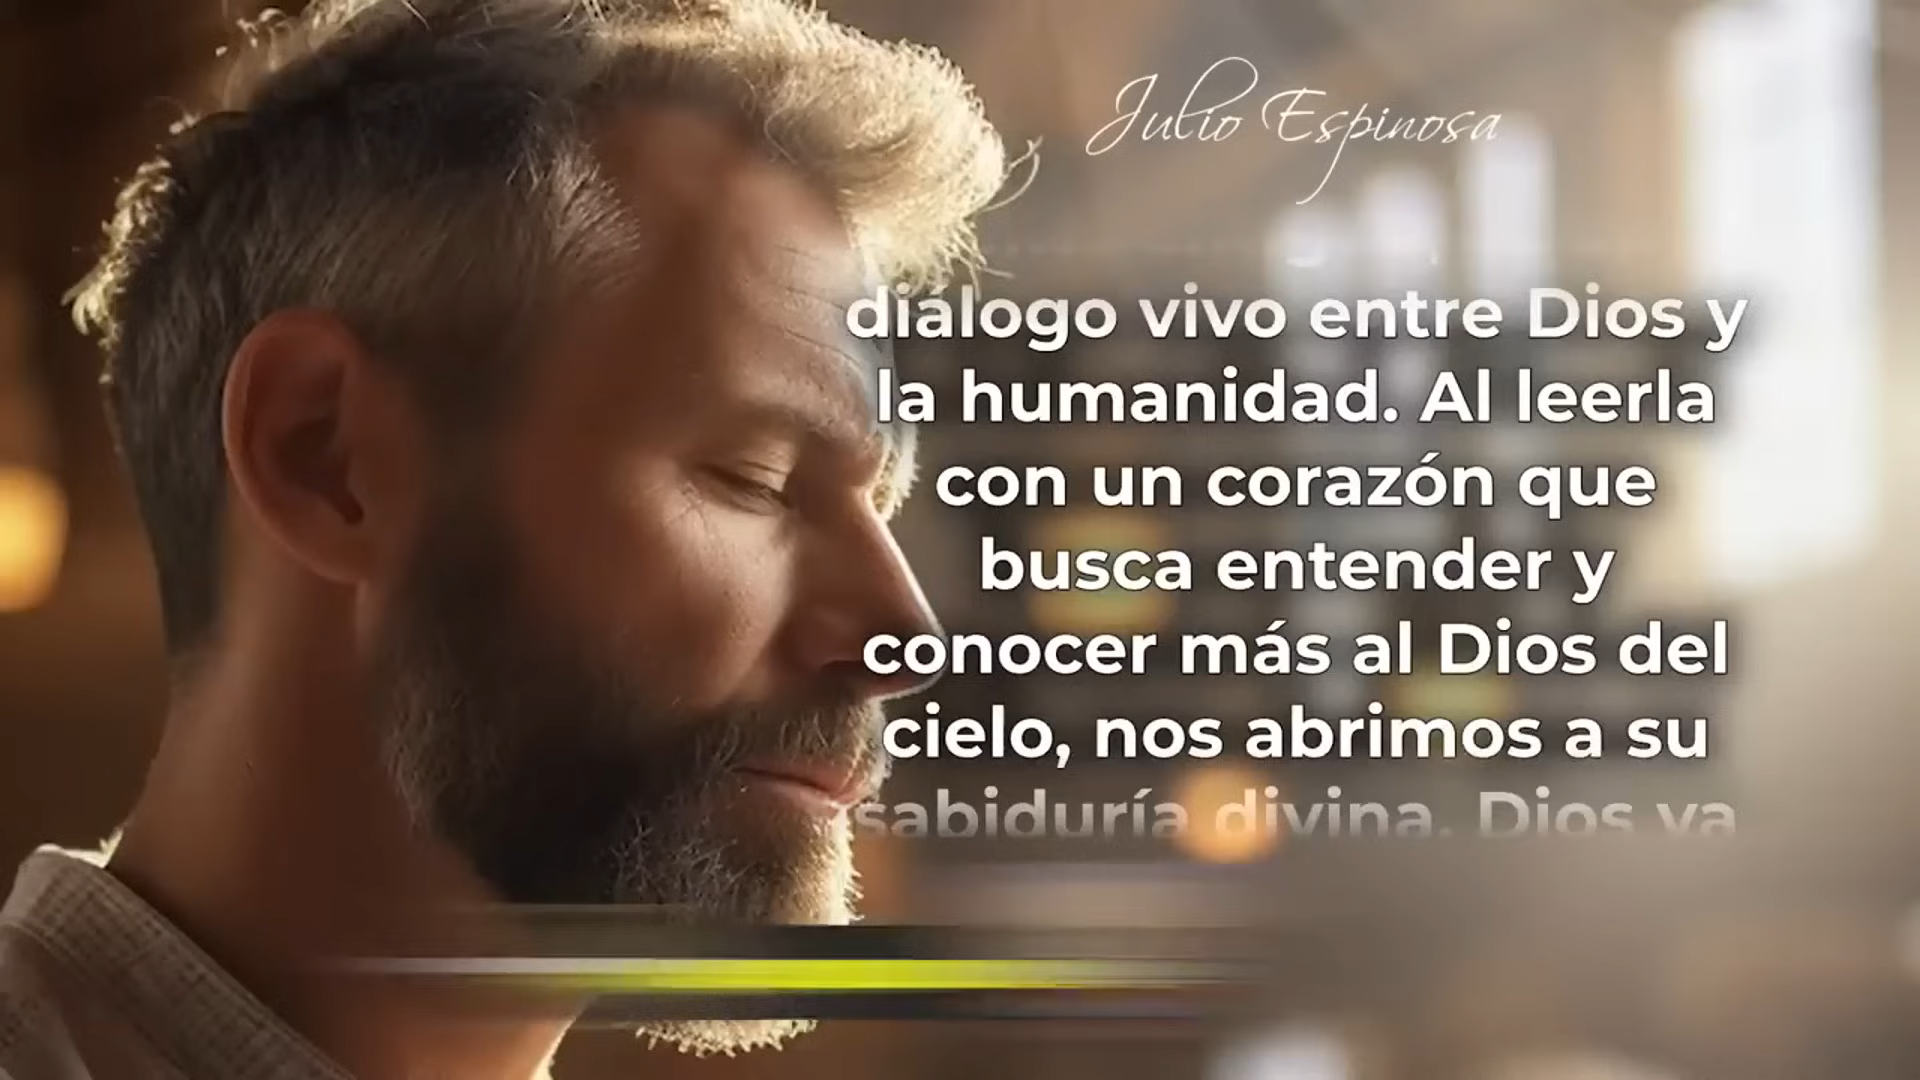 Julio Espinosa
diálogo vivo entre Dios y
la humanidad. Al leerla
con un corazón que
busca entender y
conocer más al Dios del
cielo, nos abrimos a su
sabiduría divina. Dios ya